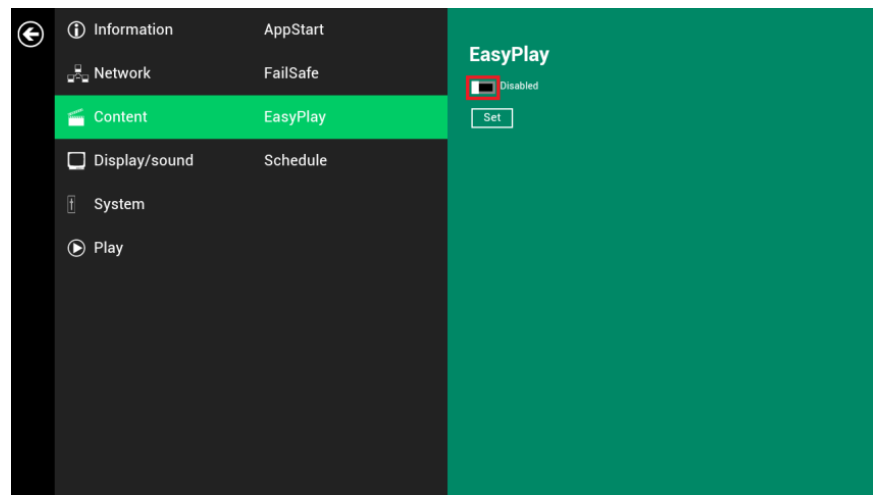 Information
AppStart
Network
FailSafe
Content
EasyPlay
Display/sound
Schedule
System
Play
EasyPlay
Disabled
Set